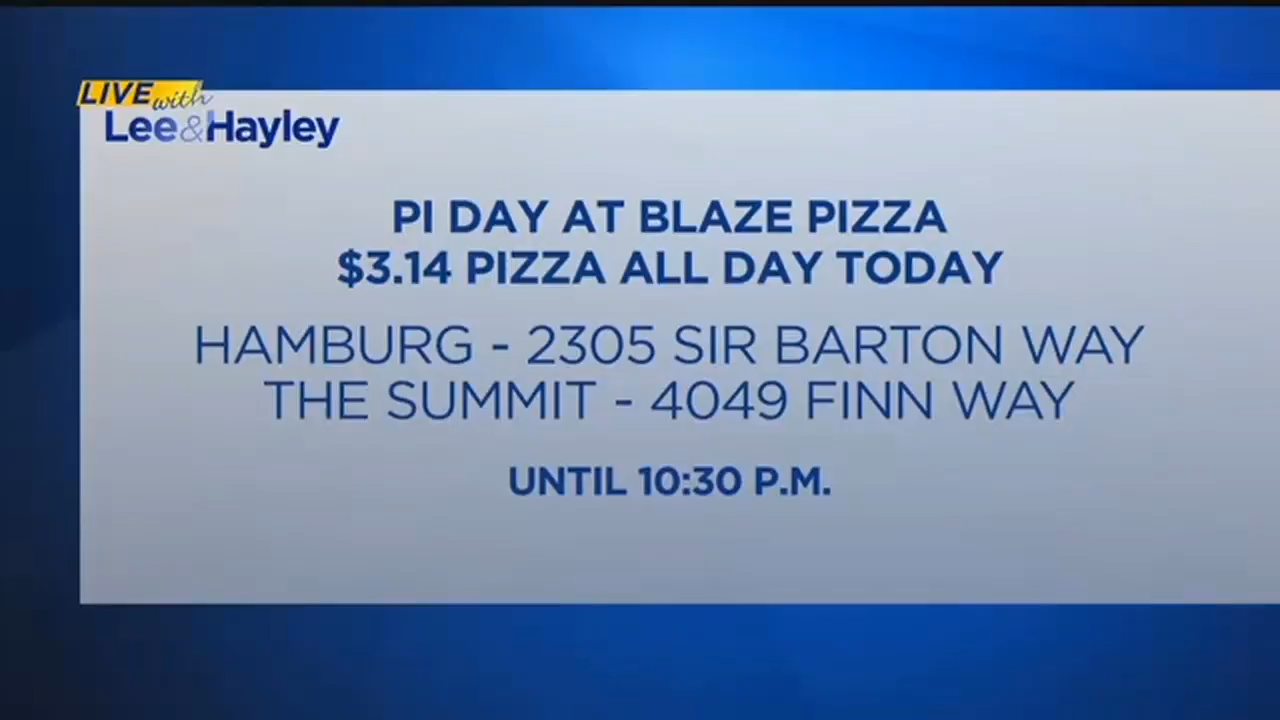 LIVE with
Lee&Hayley
PI DAY AT BLAZE PIZZA
$3.14 PIZZA ALL DAY TODAY
HAMBURG - 2305 SIR BARTON WAY
THE SUMMIT - 4049 FINN WAY
UNTIL 10:30 P.M.